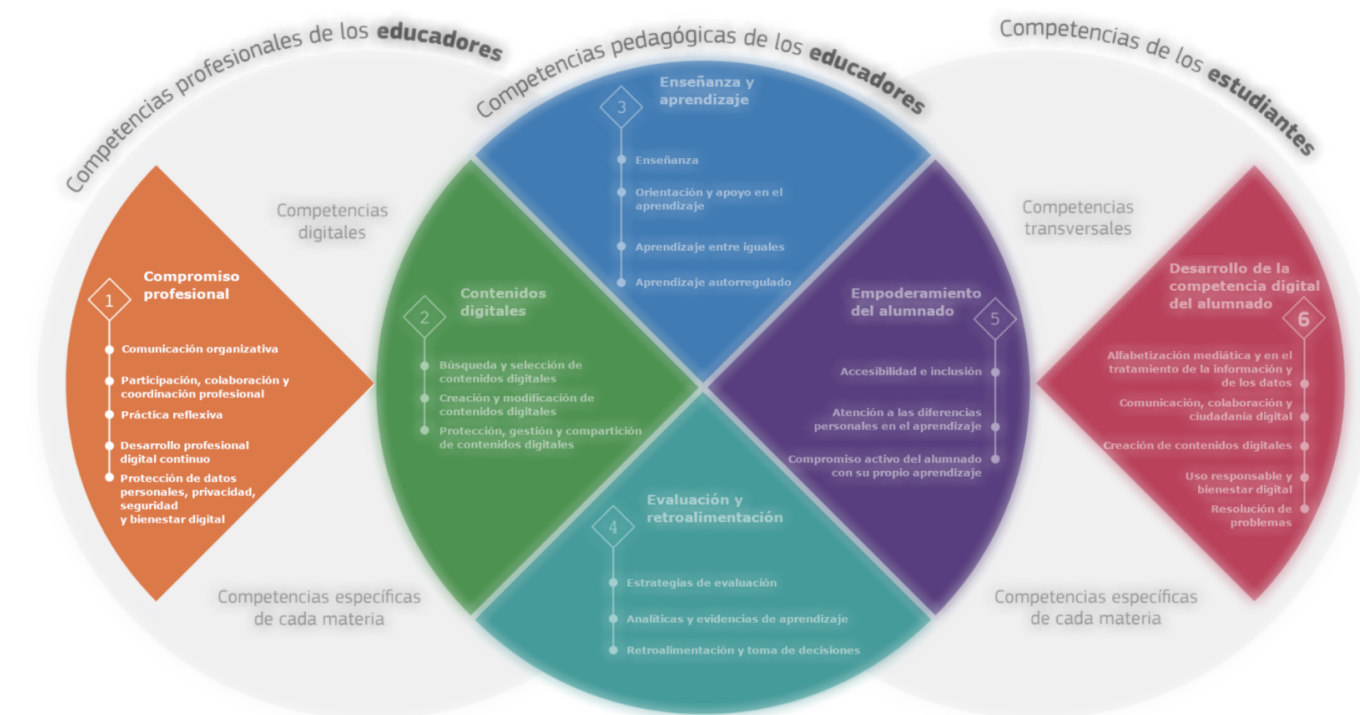 Competencias profesionales de los educadores
Competencias pedagógicas de los educadores
Competencias de los estudiantes
Competencias
digitales
Competencias específicas
de cada materia
1
Compromiso
profesional
Comunicación organizativa
Participación, colaboración y
coordinación profesional
Práctica reflexiva
Desarrollo profesional
digital continuo
Protección de datos
personales, privacidad,
seguridad
y bienestar digital
2
Contenidos
digitales
Búsqueda y selección de
contenidos digitales
Creación y modificación de
contenidos digitales
Protección, gestión y compartición
de contenidos digitales
3
Enseñanza y
aprendizaje
Enseñanza
Orientación y apoyo en el
aprendizaje
Aprendizaje entre iguales
Aprendizaje autorregulado
4
Evaluación y
retroalimentación
Estrategias de evaluación
Analíticas y evidencias de aprendizaje
Retroalimentación y toma de decisiones
Empoderamiento
del alumnado
5
Accesibilidad e inclusión
Atención a las diferencias
personales en el aprendizaje
Compromiso activo del alumnado
con su propio aprendizaje
Competencias
transversales
Competencias específicas
de cada materia
Desarrollo de la
competencia digital
del alumnado
6
Alfabetización mediática y en el
tratamiento de la información y
de los datos
Comunicación, colaboración y
ciudadanía digital
Creación de contenidos digitales
Uso responsable y
bienestar digital
Resolución de
problemas